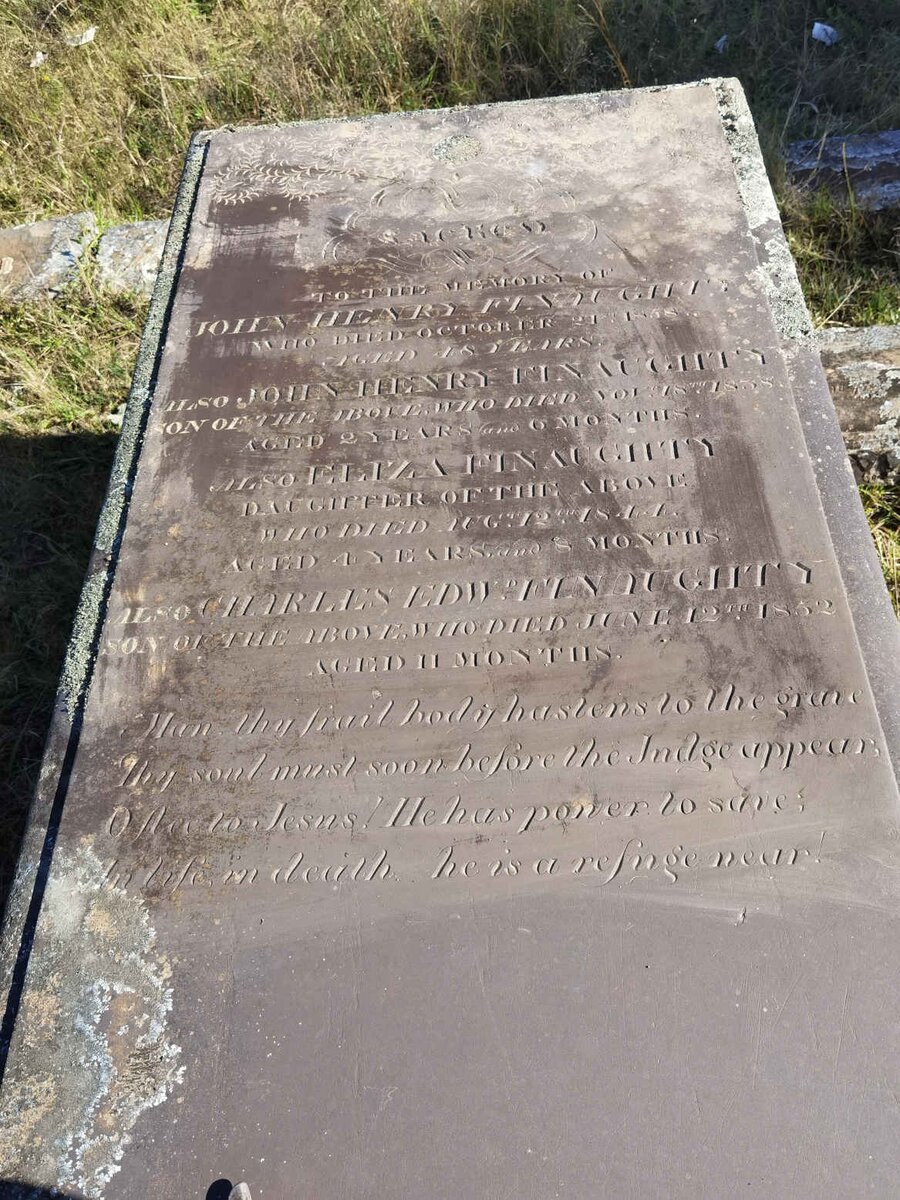 SACRED
TO THE MEMORY OF
JOHN HENRY FINAUGHTY
WHO DIED OCTOBER 21st 1858.
AGED 48 YEARS.
ALSO JOHN HENRY FINAUGHTY
SON OF THE ABOVE, WHO DIED NOV. 18TH 1838.
AGED 2 YEARS and 6 MONTHS.
ALSO ELIZA FINAUGHTY
DAUGHTER OF THE ABOVE
WHO DIED AUGst 12TH 1844.
AGED 4 YEARS, and 8 MONTHS.
ALSO CHARLES EDWd FINAUGHTY
SON OF THE ABOVE, WHO DIED JUNE 12TH 1852
AGED 11 MONTHS.
Man, thy frail body hastens to the grave
Thy soul must soon before the Judge appear,
O flee to Jesus! He has power to save;
In life, in death, he is a refuge near!